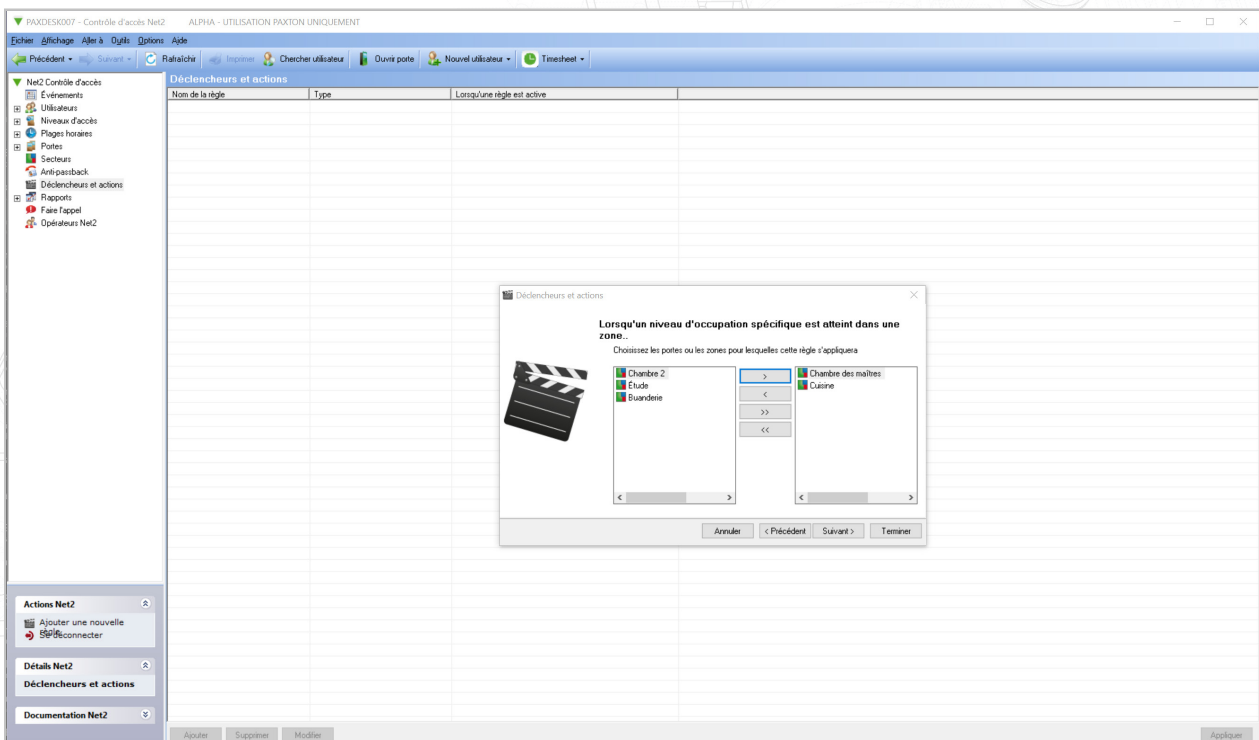 PAXDESK007 - Contrôle d'accès Net2 ALPHA - UTILISATION PAXTON UNIQUEMENT
Fichier Affichage Aller à Outils Options Aide
Précédent Suivant Rafraîchir Imprimer Chercher utilisateur Ouvrir porte Nouvel utilisateur Timesheet
Net2 Contrôle d'accès
Événements
Utilisateurs
Niveaux d'accès
Plages horaires
Portes
Secteurs
Anti-passback
Déclencheurs et actions
Rapports
Faire l'appel
Opérateurs Net2
Déclencheurs et actions
Nom de la règle Type Lorsqu'une règle est active
Déclencheurs et actions
Lorsqu'un niveau d'occupation spécifique est atteint dans une
zone..
Choisissez les portes ou les zones pour lesquelles cette règle s'appliquera
Chambre 2
Étude
Buanderie
>
<
>>
<<
Chambre des maîtres
Cuisine
Annuler < Précédent Suivant > Terminer
Actions Net2
Ajouter une nouvelle
règle
Se déconnecter
Détails Net2
Déclencheurs et actions
Documentation Net2
Ajouter Supprimer Modifier Appliquer